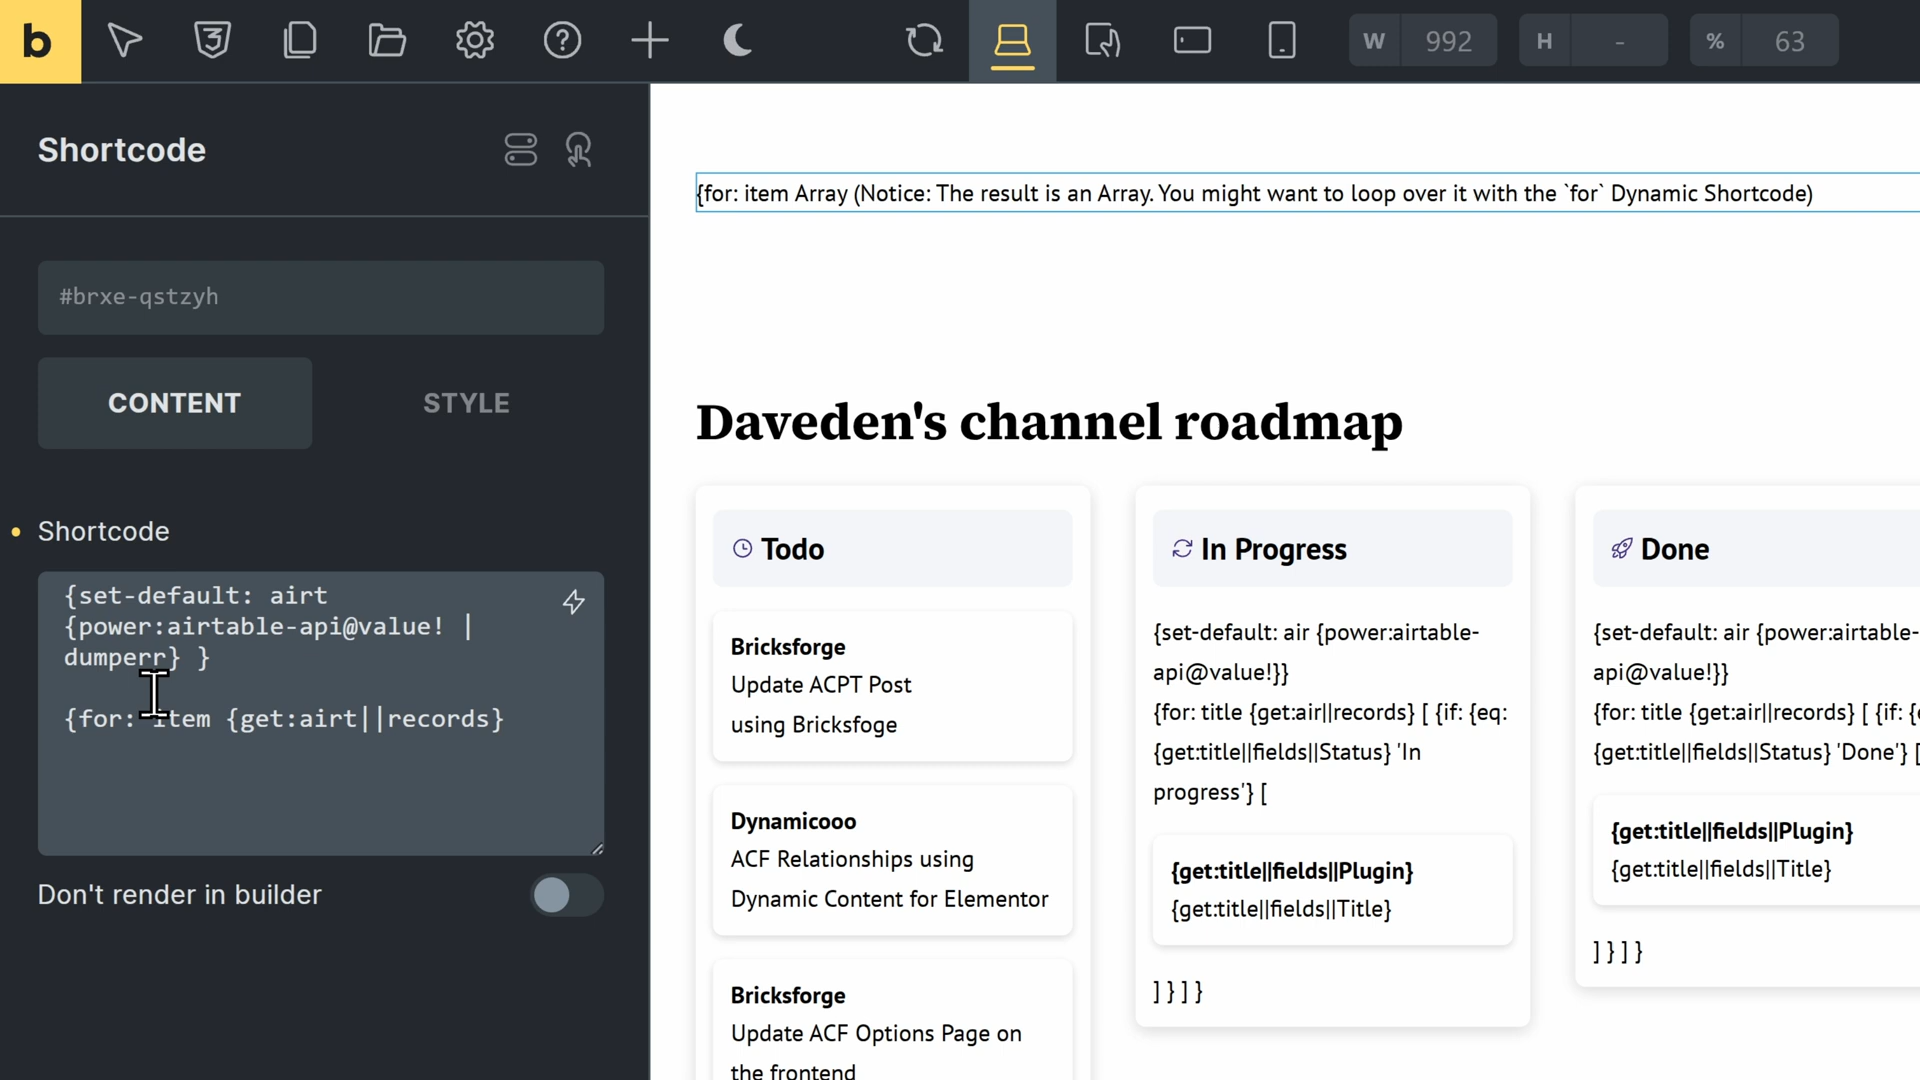 b
W 992
H -
% 63
Shortcode
#brxe-qstzyh
CONTENT
STYLE
Shortcode
{set-default: airt
{power:airtable-api@value! |
dumperr} }
{for: item {get:airt||records}
Don't render in builder
{for: item Array (Notice: The result is an Array. You might want to loop over it with the `for` Dynamic Shortcode)
Daveden's channel roadmap
Todo
Bricksforge
Update ACPT Post
using Bricksfoge
Dynamicooo
ACF Relationships using
Dynamic Content for Elementor
Bricksforge
Update ACF Options Page on
the frontend
In Progress
{set-default: air {power:airtable-
api@value!}}
{for: title {get:air||records} [ {if: {eq:
{get:title||fields||Status} 'In
progress'} [
{get:title||fields||Plugin}
{get:title||fields||Title}
] } ] }
Done
{set-default: air {power:airtable-
api@value!}}
{for: title {get:air||records} [ {if: {
{get:title||fields||Status} 'Done'} [
{get:title||fields||Plugin}
{get:title||fields||Title}
] } ] }